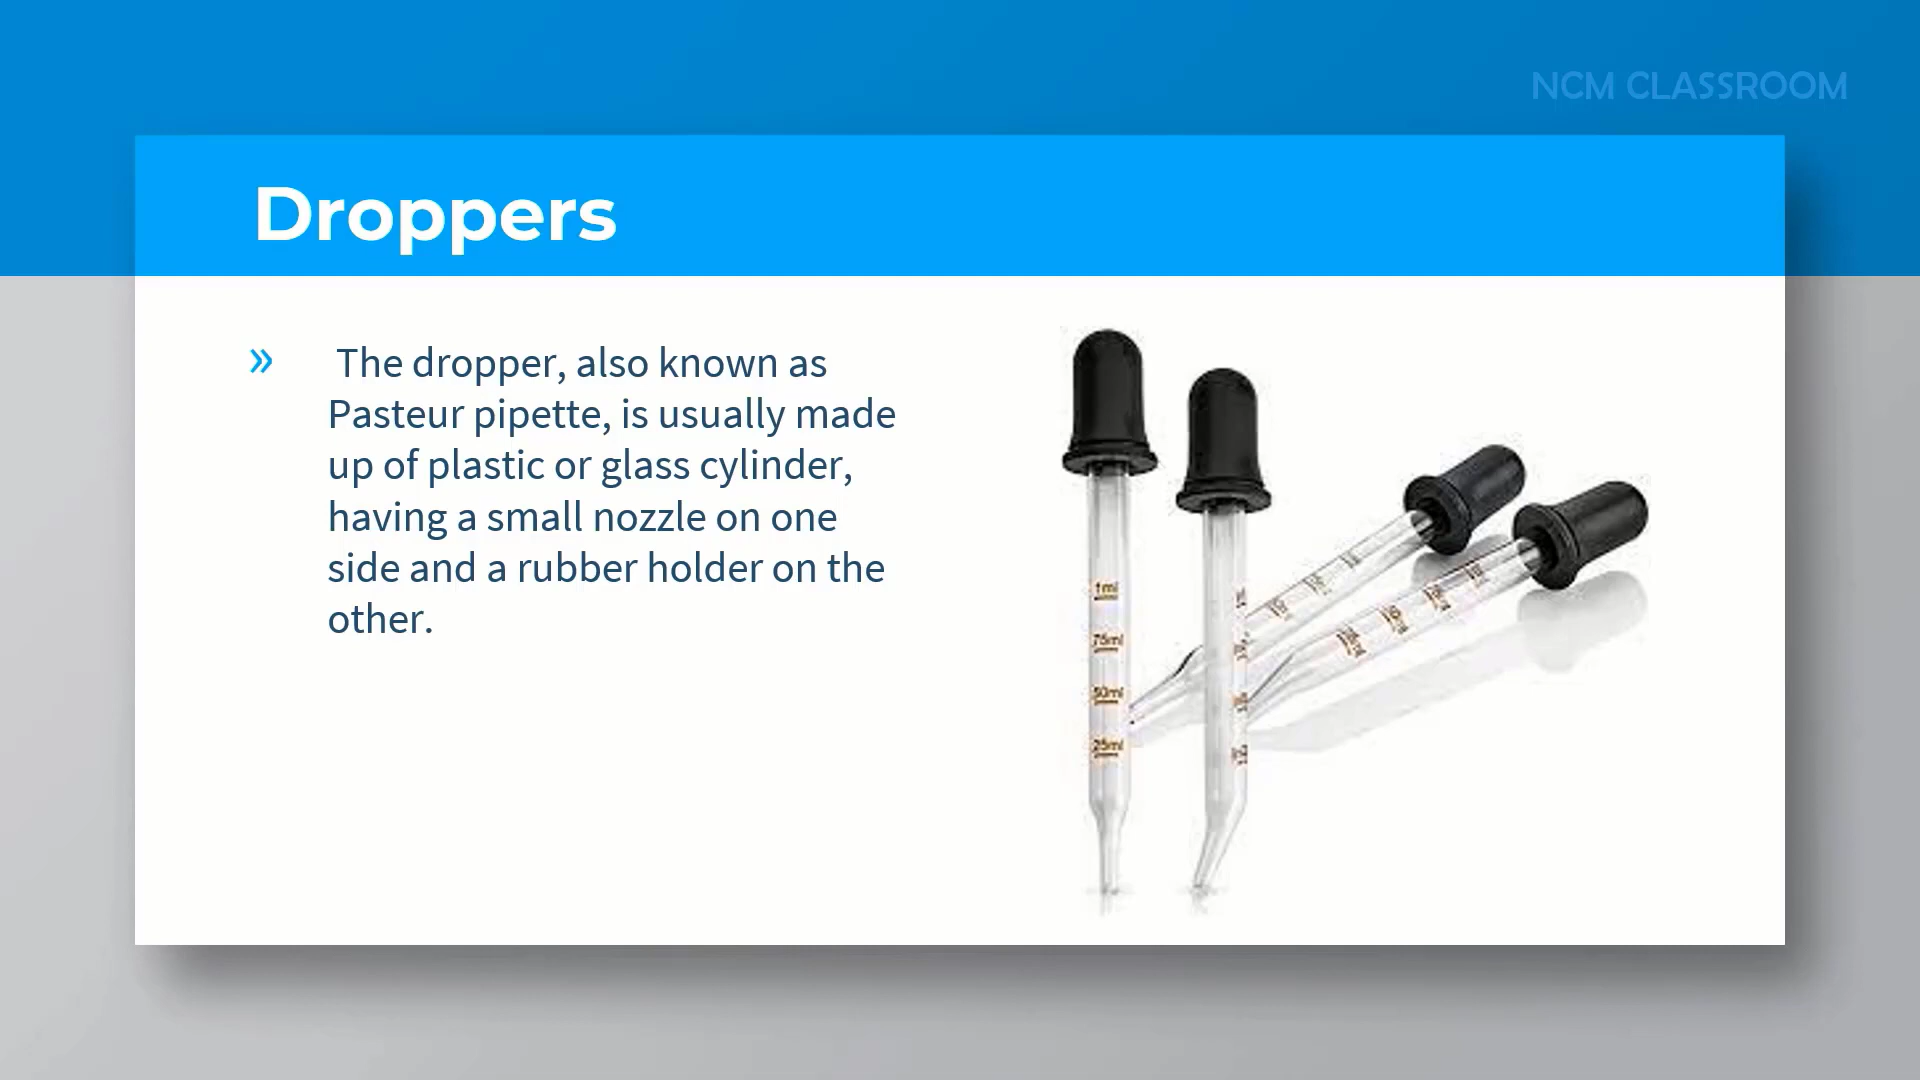 NCM CLASSROOM
Droppers
» The dropper, also known as
Pasteur pipette, is usually made
up of plastic or glass cylinder,
having a small nozzle on one
side and a rubber holder on the
other.
1ml
75ml
50ml
25ml